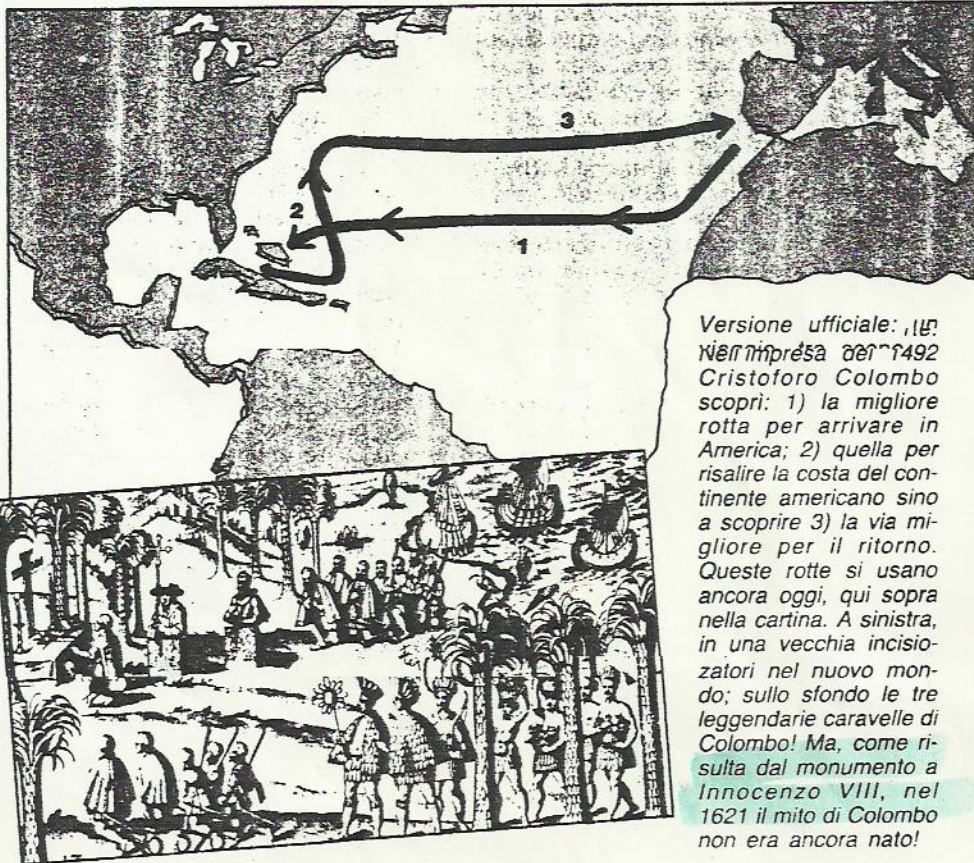 3
2
1
Versione ufficiale:
Nell'impresa del 1492
Cristoforo Colombo
scoprì: 1) la migliore
rotta per arrivare in
America; 2) quella per
risalire la costa del con-
tinente americano sino
a scoprire 3) la via mi-
gliore per il ritorno.
Queste rotte si usano
ancora oggi, qui sopra
nella cartina. A sinistra,
in una vecchia incisio-
zatori nel nuovo mon-
do; sullo sfondo le tre
leggendarie caravelle di
Colombo! Ma, come ri-
sulta dal monumento a
Innocenzo VIII, nel
1621 il mito di Colombo
non era ancora nato!